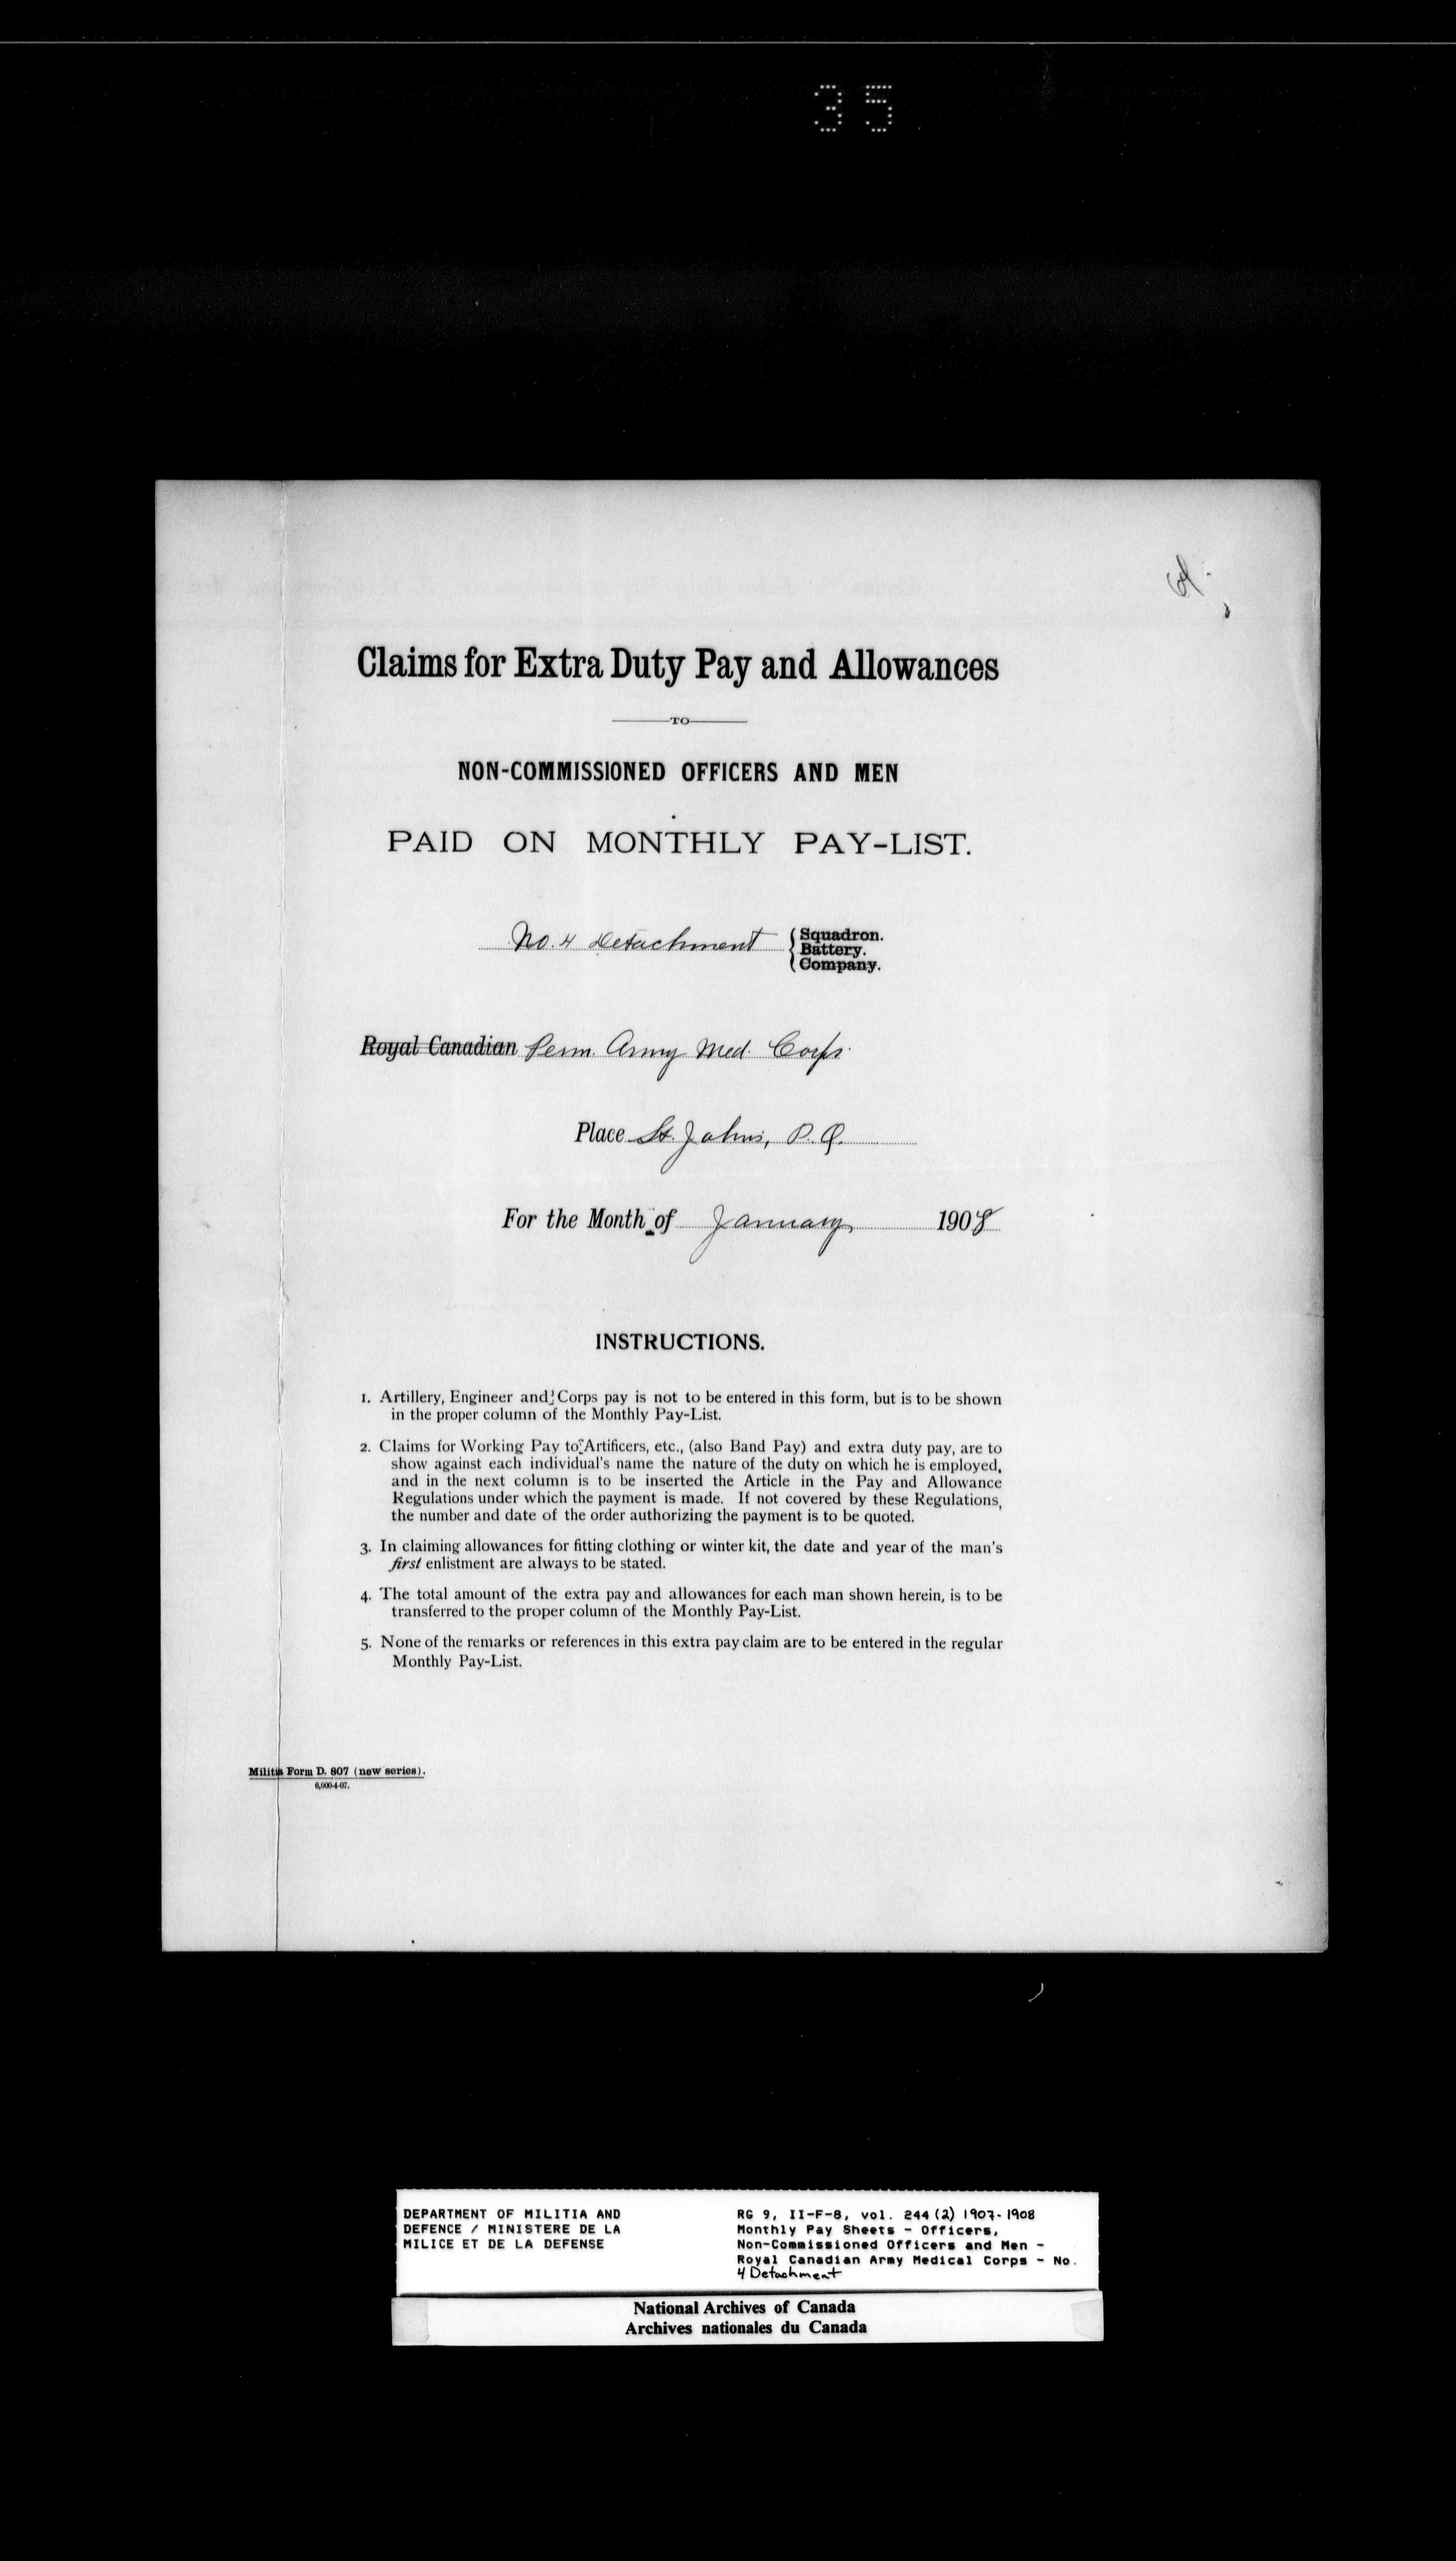 35
Claims for Extra Duty Pay and Allowances
TO
NON-COMMISSIONED OFFICERS AND MEN
PAID ON MONTHLY PAY-LIST.
No. 4 Detachment { Squadron.
Battery.
Company.
Royal Canadian Perm. Army Med. Corps.
Place St. Johns, P.Q.
For the Month of January 1908
INSTRUCTIONS.
1. Artillery, Engineer and Corps pay is not to be entered in this form, but is to be shown
in the proper column of the Monthly Pay-List.
2. Claims for Working Pay to Artificers, etc., (also Band Pay) and extra duty pay, are to
show against each individual's name the nature of the duty on which he is employed,
and in the next column is to be inserted the Article in the Pay and Allowance
Regulations under which the payment is made. If not covered by these Regulations,
the number and date of the order authorizing the payment is to be quoted.
3. In claiming allowances for fitting clothing or winter kit, the date and year of the man's
first enlistment are always to be stated.
4. The total amount of the extra pay and allowances for each man shown herein, is to be
transferred to the proper column of the Monthly Pay-List.
5. None of the remarks or references in this extra pay claim are to be entered in the regular
Monthly Pay-List.
Militia Form D. 807 (new series).
6,000-4-07.
DEPARTMENT OF MILITIA AND
DEFENCE / MINISTERE DE LA
MILICE ET DE LA DEFENSE
RG 9, II-F-8, vol. 244 (2) 1907-1908
Monthly Pay Sheets - Officers,
Non-Commissioned Officers and Men -
Royal Canadian Army Medical Corps - No.
4 Detachment
National Archives of Canada
Archives nationales du Canada